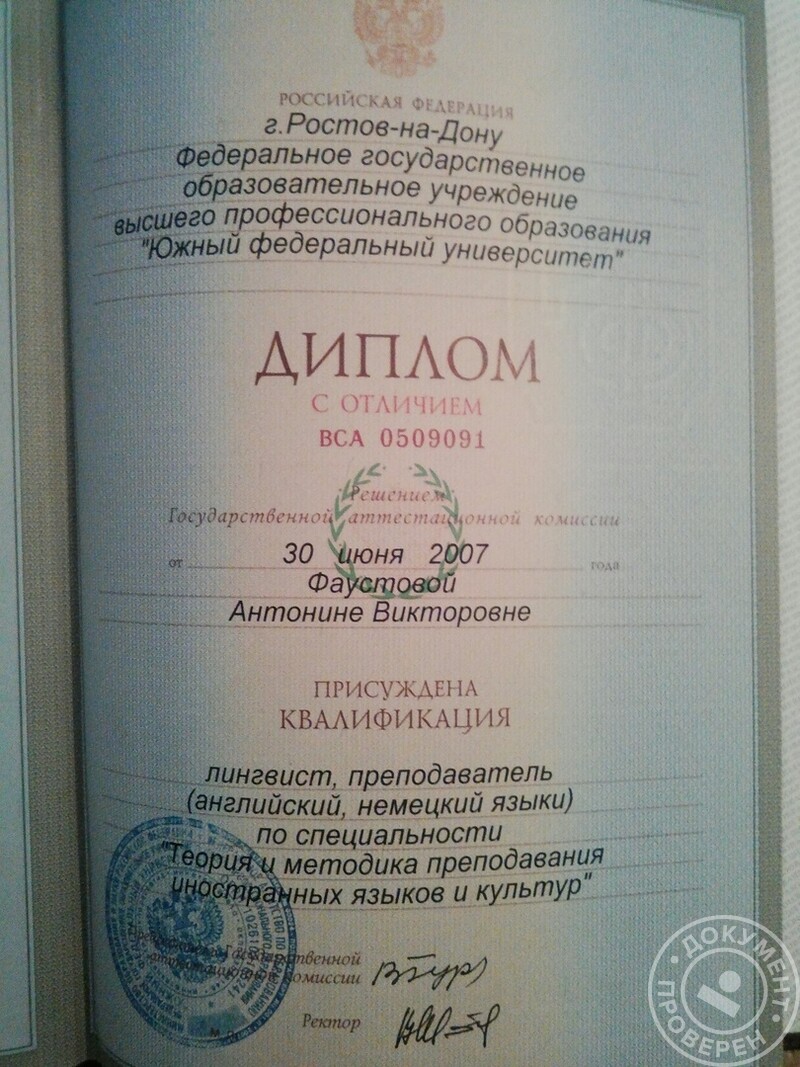 РОССИЙСКАЯ ФЕДЕРАЦИЯ
г.Ростов-на-Дону
Федеральное государственное
образовательное учреждение
высшего профессионального образования
"Южный федеральный университет"
ДИПЛОМ
С ОТЛИЧИЕМ
ВСА 0509091
Решением
Государственной аттестационной комиссии
от 30 июня 2007 года
Фаустовой
Антонине Викторовне
ПРИСУЖДЕНА
КВАЛИФИКАЦИЯ
лингвист, преподаватель
(английский, немецкий языки)
по специальности
"Теория и методика преподавания
иностранных языков и культур"
Председатель Государственной
аттестационной комиссии
Ректор
ДОКУМЕНТ
ПРОВЕРЕН